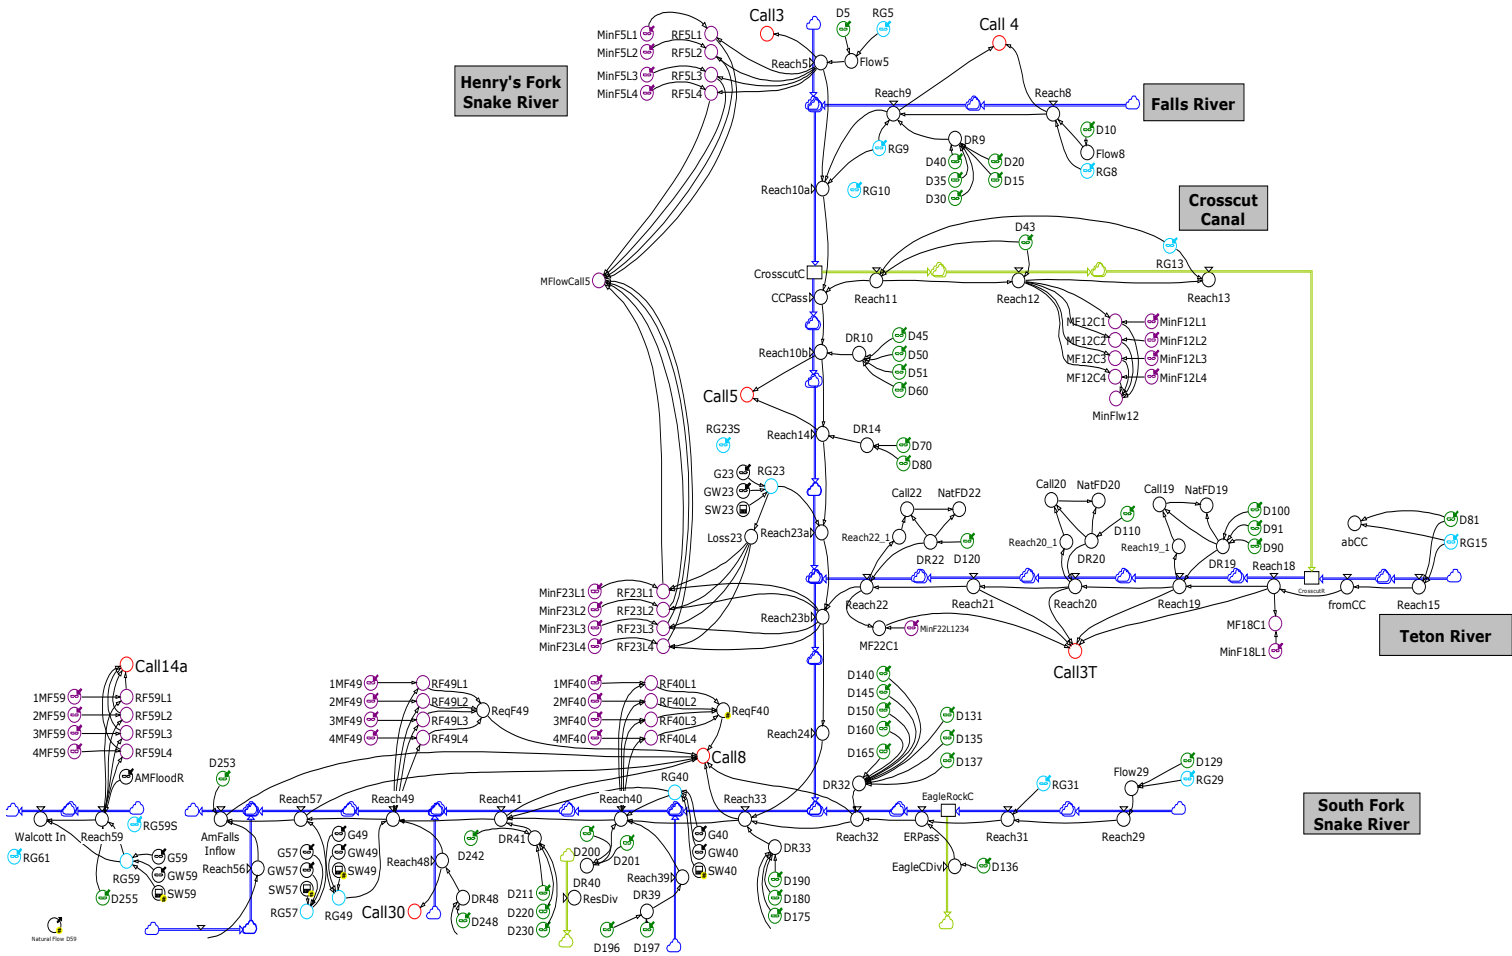 Call3
D5
RG5
Call 4
MinF5L1
RF5L1
MinF5L2
RF5L2
MinF5L3
RF5L3
MinF5L4
RF5L4
Reach5
Flow5
Henry's Fork
Snake River
Reach9
Reach8
Falls River
D10
Flow8
RG8
DR9
RG9
D40
D20
D35
D15
D30
Reach10a
RG10
Crosscut
Canal
D43
RG13
MFlowCall5
CrosscutC
CCPass
Reach11
Reach12
Reach13
MF12C1
MinF12L1
MF12C2
MinF12L2
MF12C3
MinF12L3
MF12C4
MinF12L4
MinFlw12
Reach10b
DR10
D45
D50
D51
D60
Call5
RG23S
Reach14
DR14
D70
D80
G23
RG23
GW23
SW23
Loss23
Reach23a
Call22
NatFD22
Reach22_1
DR22
D120
Call20
NatFD20
Reach20_1
DR20
D110
Call19
NatFD19
Reach19_1
DR19
D100
D91
D90
Reach18
abCC
D81
RG15
CrosscutR
fromCC
Reach15
Reach22
Reach21
Reach20
Reach19
MinF23L1
RF23L1
MinF23L2
RF23L2
MinF23L3
RF23L3
MinF23L4
RF23L4
Reach23b
MF22C1
MinF22L1234
MF18C1
MinF18L1
Call3T
Teton River
Call14a
1MF59
RF59L1
2MF59
RF59L2
3MF59
RF59L3
4MF59
RF59L4
AMFloodR
1MF49
RF49L1
2MF49
RF49L2
3MF49
RF49L3
4MF49
RF49L4
ReqF49
1MF40
RF40L1
2MF40
RF40L2
3MF40
RF40L3
4MF40
RF40L4
ReqF40
Call8
Reach24
D140
D145
D150
D160
D165
D131
D135
D137
DR32
D253
RG40
EagleRockC
RG31
Flow29
D129
RG29
South Fork
Snake River
Walcott In
Reach59
RG59S
RG61
RG59
G59
GW59
SW59
D255
AmFalls
Inflow
Reach57
Reach49
Reach41
Reach40
Reach33
Reach32
ERPass
Reach31
Reach29
Reach56
G57
GW57
SW57
RG57
G49
GW49
SW49
RG49
Reach48
Call30
DR48
D248
D242
DR41
D211
D220
D230
D200
D201
DR40
ResDiv
Reach39
DR39
D196
D197
G40
GW40
SW40
DR33
D190
D180
D175
EagleCDiv
D136
Natural Flow D59